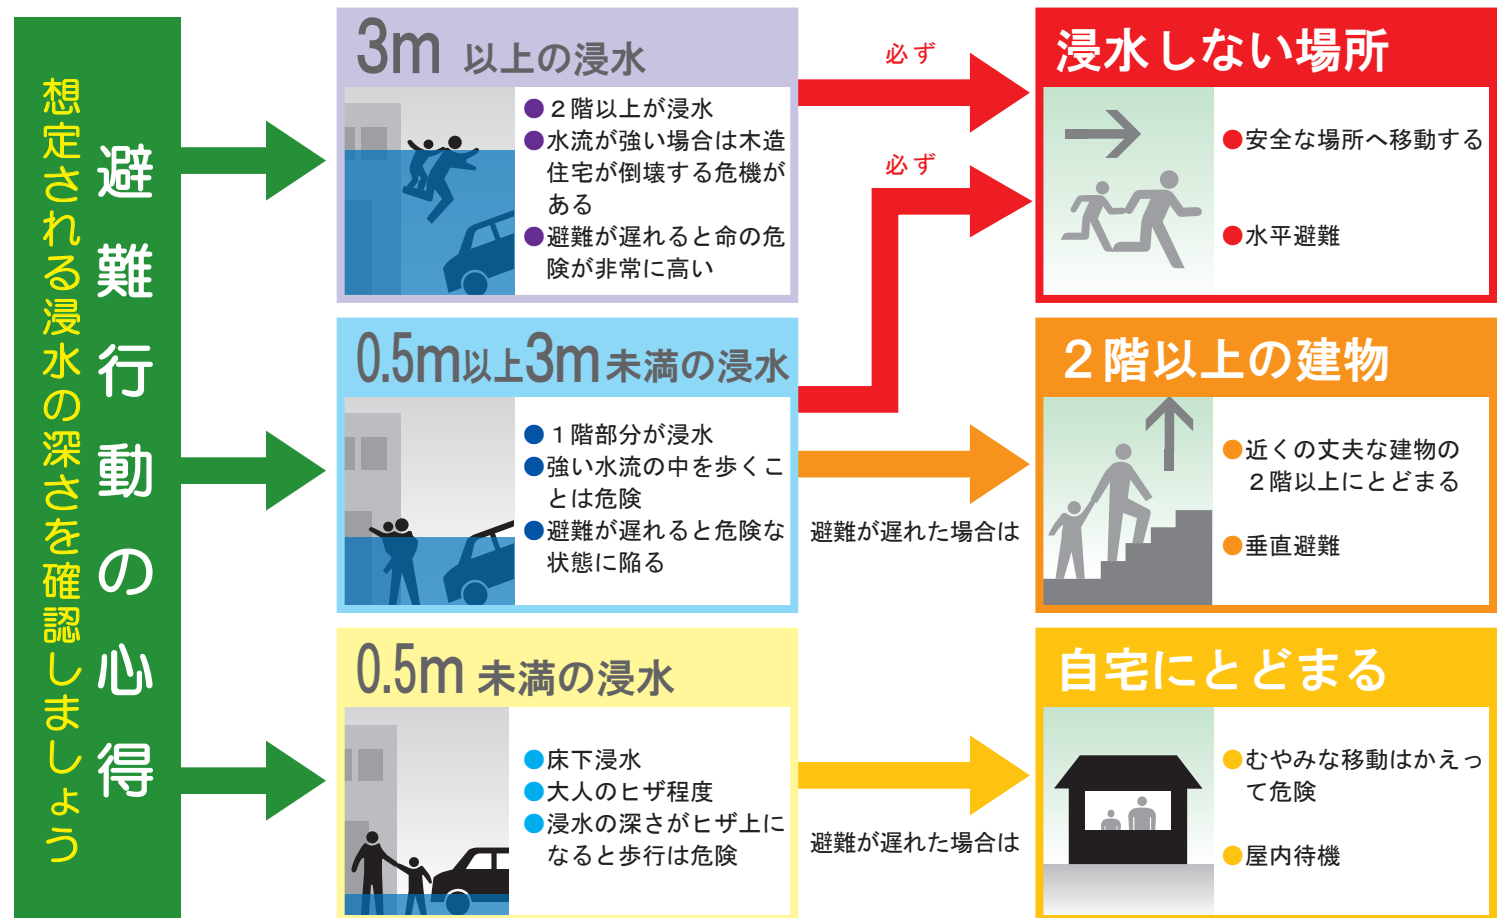 避難行動の心得
想定される浸水の深さを確認しましょう
3m 以上の浸水
●２階以上が浸水
●水流が強い場合は木造
住宅が倒壊する危機が
ある
●避難が遅れると命の危
険が非常に高い
必ず
浸水しない場所
●安全な場所へ移動する
●水平避難
0.5m以上3m未満の浸水
●１階部分が浸水
●強い水流の中を歩くこ
とは危険
●避難が遅れると危険な
状態に陥る
必ず
避難が遅れた場合は
２階以上の建物
●近くの丈夫な建物の
２階以上にとどまる
●垂直避難
0.5m 未満の浸水
●床下浸水
●大人のヒザ程度
●浸水の深さがヒザ上に
なると歩行は危険
避難が遅れた場合は
自宅にとどまる
●むやみな移動はかえっ
て危険
●屋内待機